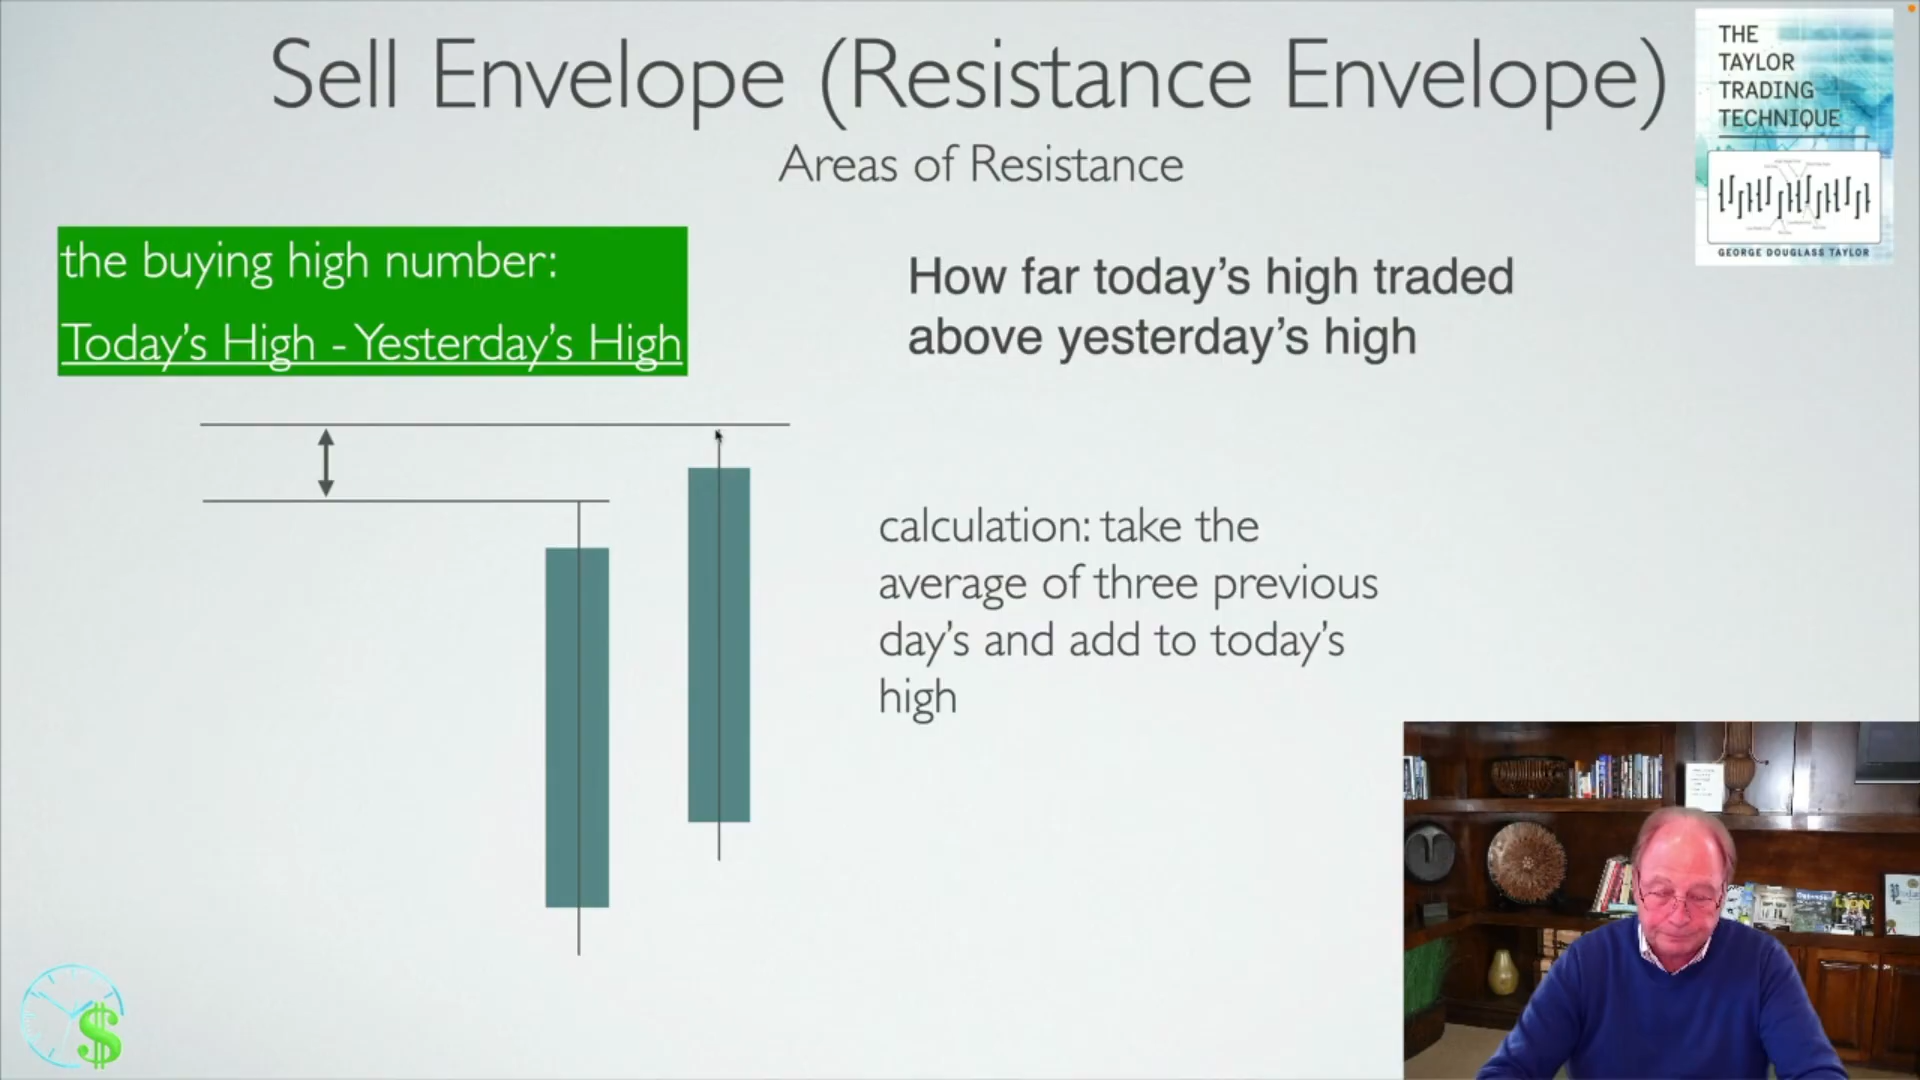 Sell Envelope (Resistance Envelope)
Areas of Resistance
THE
TAYLOR
TRADING
TECHNIQUE
GEORGE DOUGLASS TAYLOR
the buying high number:
Today's High - Yesterday's High
How far today's high traded
above yesterday's high
calculation: take the
average of three previous
day's and add to today's
high
$
LION